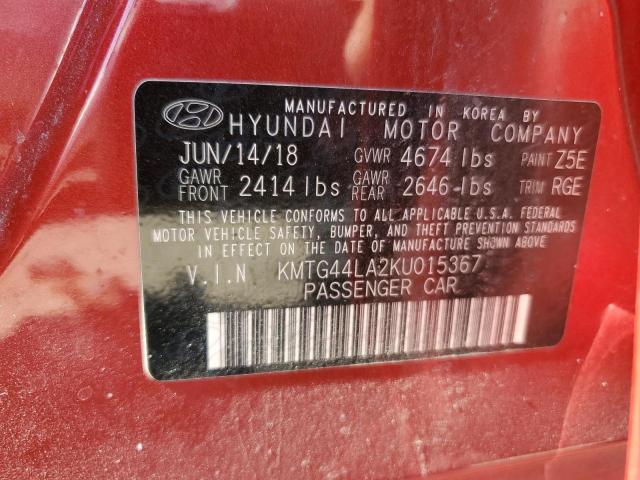 MANUFACTURED IN KOREA BY
HYUNDAI MOTOR COMPANY
JUN/14/18 GVWR 4674 lbs PAINT Z5E
GAWR FRONT 2414 lbs GAWR REAR 2646 lbs TRIM RGE
THIS VEHICLE CONFORMS TO ALL APPLICABLE U.S.A. FEDERAL
MOTOR VEHICLE SAFETY, BUMPER, AND THEFT PREVENTION STANDARDS
IN EFFECT ON THE DATE OF MANUFACTURE SHOWN ABOVE.
V.I.N KMTG44LA2KU015367
PASSENGER CAR